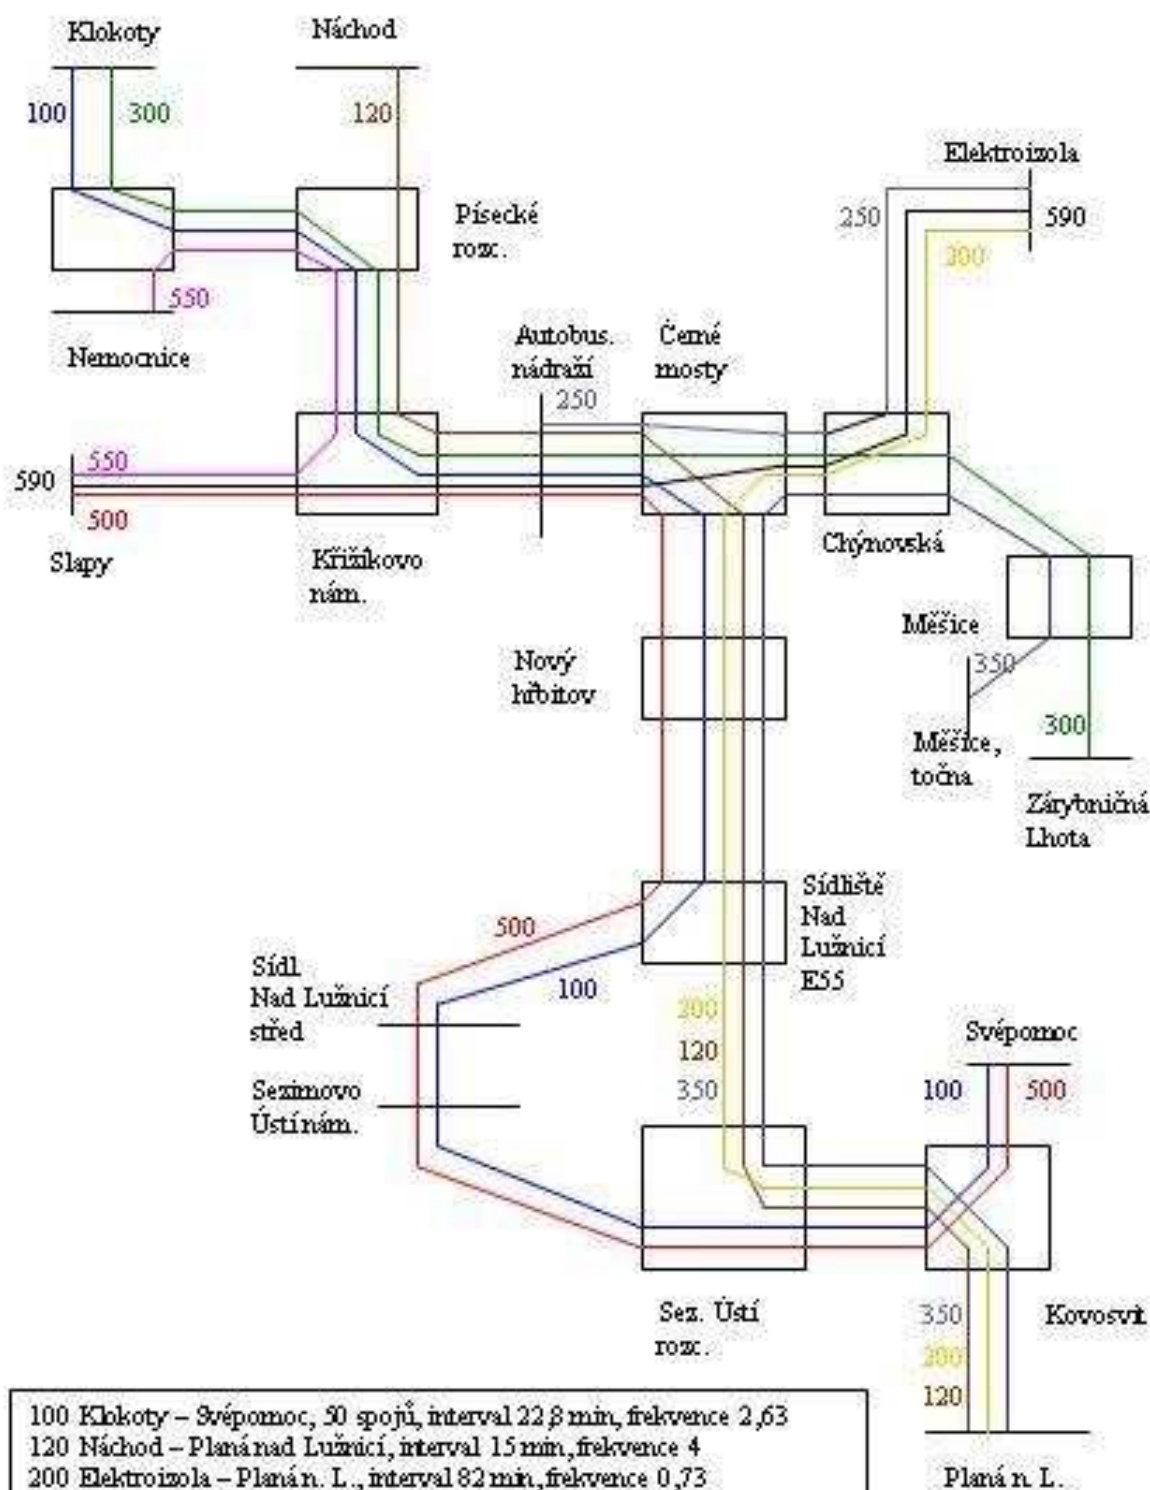 Klokoty
Náchod
100
300
120
Elektroizola
250
590
200
Písecké
rozc.
550
Nemocnice
Autobus.
nádraží
Černé
mosty
250
590
550
500
Slapy
Křižíkovo
nám.
Chýnovská
Měšice
350
Nový
hřbitov
300
Měšice,
točna
Zárybničná
Lhota
Sídliště
Nad
Lužnicí
E55
500
100
Sídl.
Nad Lužnicí
střed
200
120
350
Svépomoc
100
500
Sezimovo
Ústí nám.
Sez. Ústí
rozc.
350
200
120
Kovosvit
Planá n. L.
100 Klokoty – Svépomoc, 50 spojů, interval 22,8 min, frekvence 2,63
120 Náchod – Planá nad Lužnicí, interval 15 min, frekvence 4
200 Elektroizola – Planá n. L., interval 82 min, frekvence 0,73